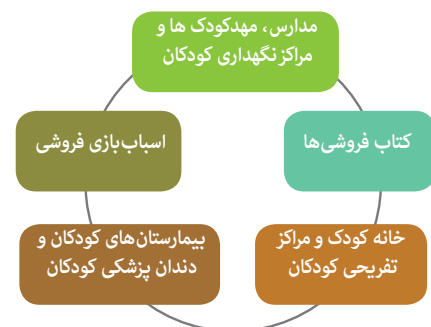 مدارس، مهدکودک ها و
مراکز نگهداری کودکان
کتاب فروشی‌ها
اسباب‌بازی فروشی
خانه کودک و مراکز
تفریحی کودکان
بیمارستان‌های کودکان و
دندان پزشکی کودکان